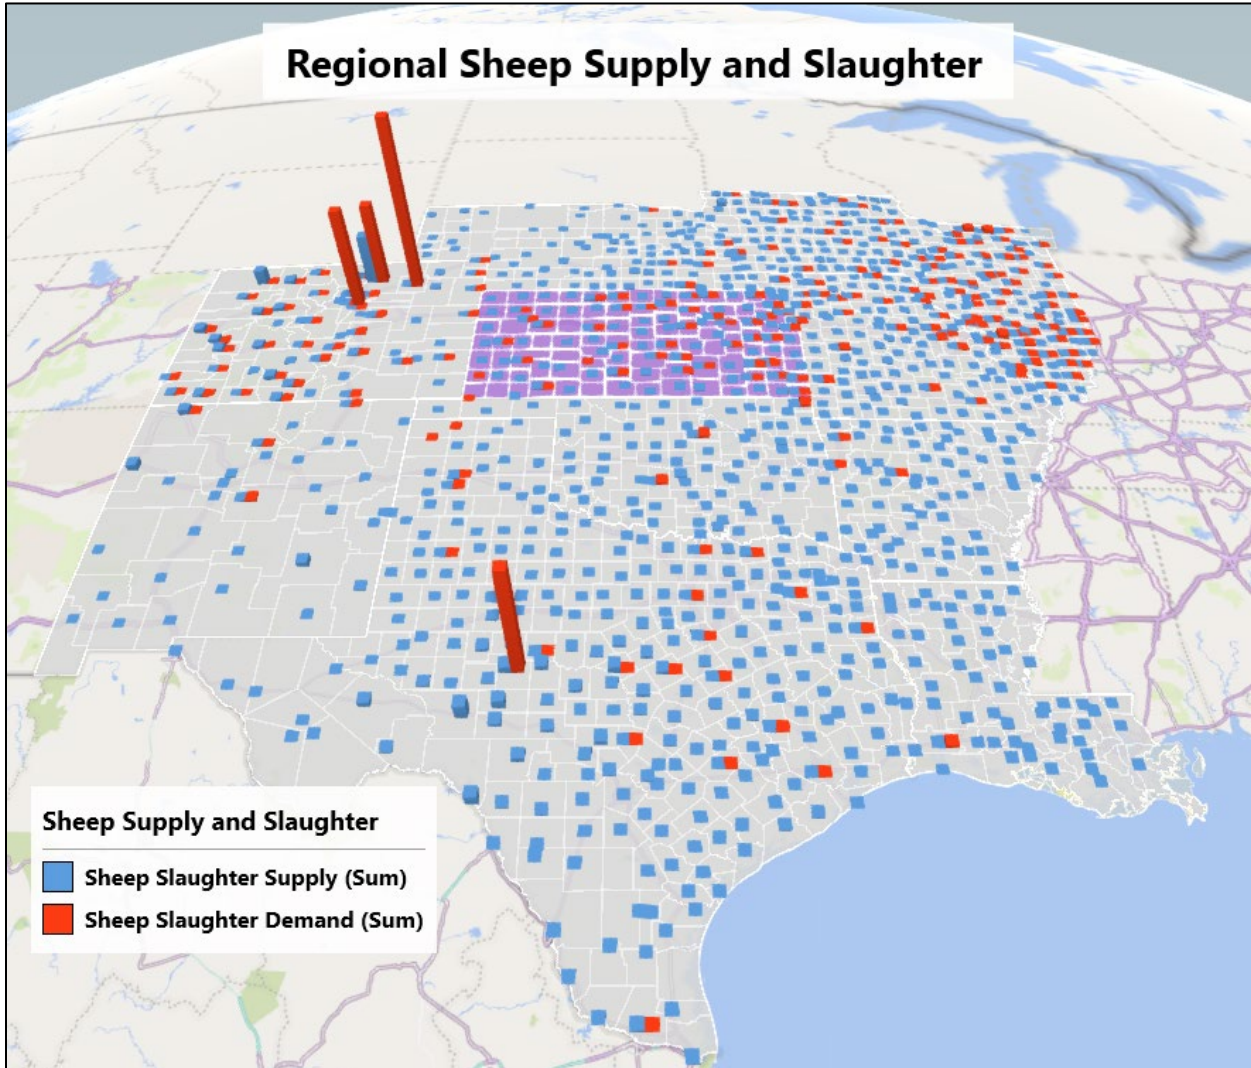 Regional Sheep Supply and Slaughter
Sheep Supply and Slaughter
Sheep Slaughter Supply (Sum)
Sheep Slaughter Demand (Sum)